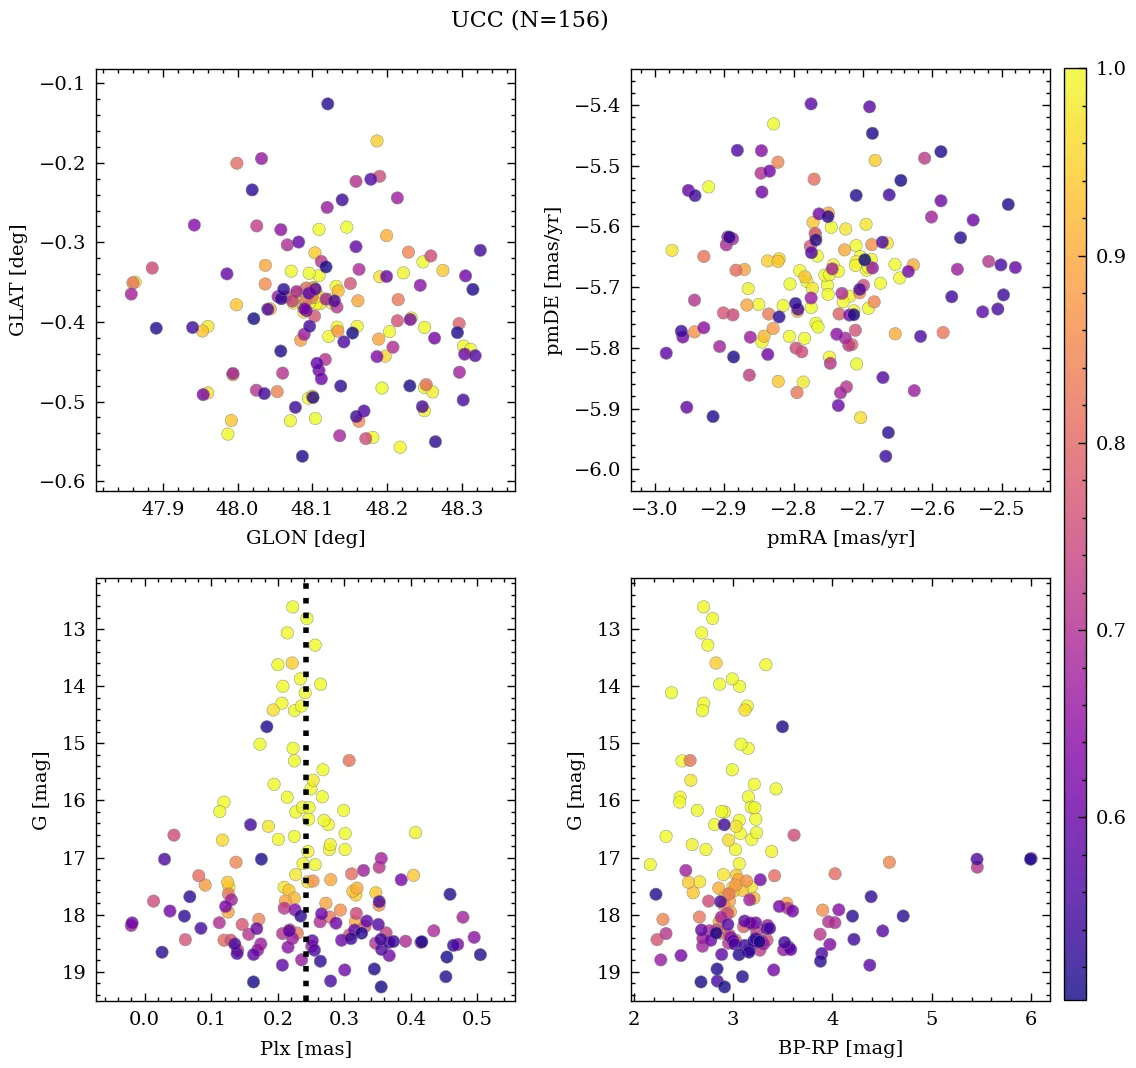 UCC (N=156)
−0.1
−0.2
−0.3
−0.4
−0.5
−0.6
GLAT [deg]
47.9 48.0 48.1 48.2 48.3
GLON [deg]
−5.4
−5.5
−5.6
−5.7
−5.8
−5.9
−6.0
pmDE [mas/yr]
−3.0 −2.9 −2.8 −2.7 −2.6 −2.5
pmRA [mas/yr]
13
14
15
16
17
18
19
G [mag]
0.0 0.1 0.2 0.3 0.4 0.5
Plx [mas]
13
14
15
16
17
18
19
G [mag]
2 3 4 5 6
BP-RP [mag]
1.0
0.9
0.8
0.7
0.6